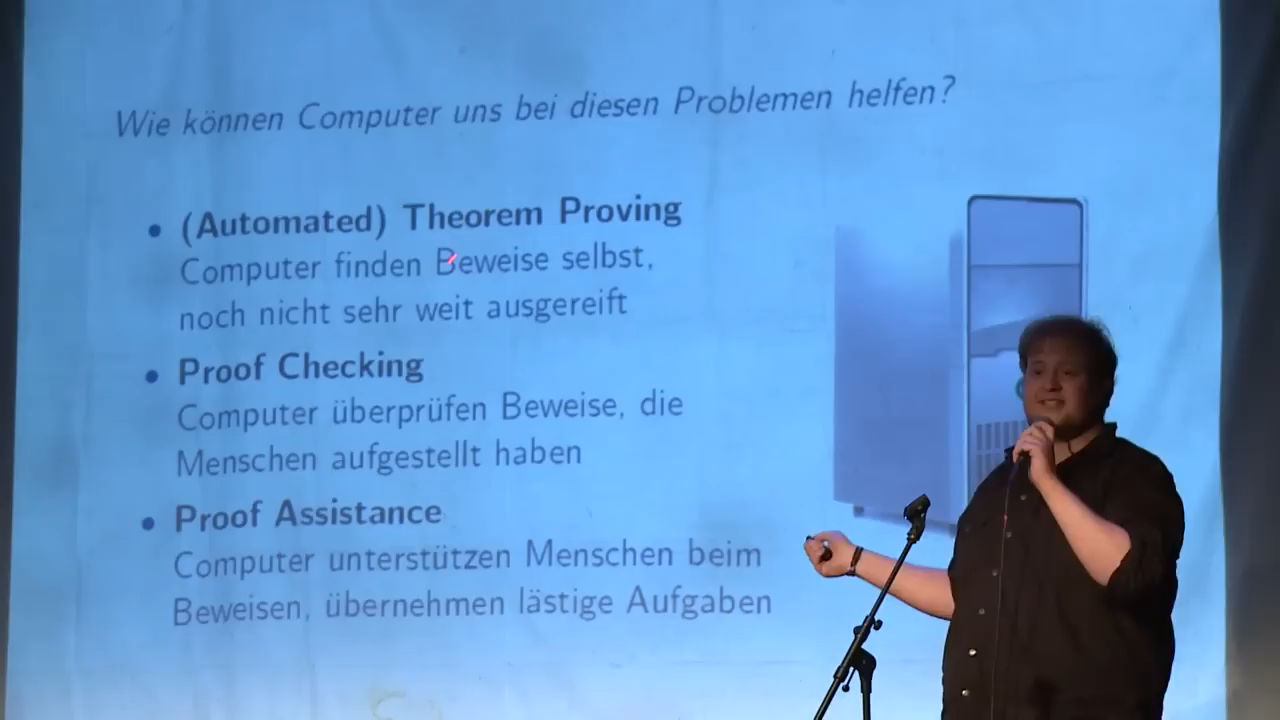 Wie können Computer uns bei diesen Problemen helfen?
(Automated) Theorem Proving
Computer finden Beweise selbst,
noch nicht sehr weit ausgereift
Proof Checking
Computer überprüfen Beweise, die
Menschen aufgestellt haben
Proof Assistance
Computer unterstützen Menschen beim
Beweisen, übernehmen lästige Aufgaben